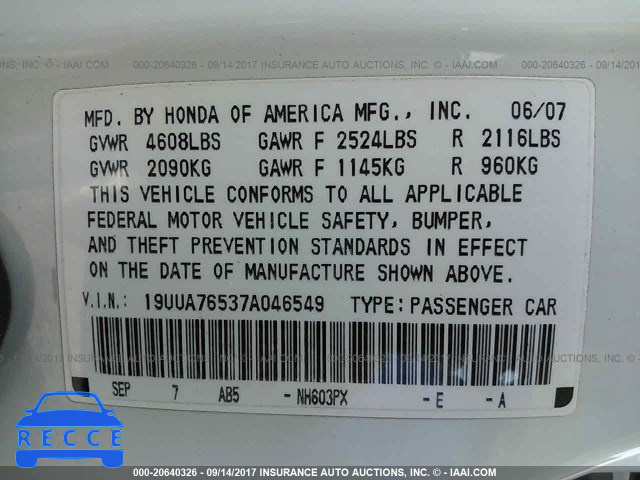 000-20640326 - 09/14/2017 INSURANCE AUTO AUCTIONS, INC. - © IAAI.COM
MFD. BY HONDA OF AMERICA MFG., INC. 06/07
GVWR 4608LBS GAWR F 2524LBS R 2116LBS
GVWR 2090KG GAWR F 1145KG R 960KG
THIS VEHICLE CONFORMS TO ALL APPLICABLE
FEDERAL MOTOR VEHICLE SAFETY, BUMPER,
AND THEFT PREVENTION STANDARDS IN EFFECT
ON THE DATE OF MANUFACTURE SHOWN ABOVE.
V.I.N.: 19UUA76537A046549 TYPE:PASSENGER CAR
SEP 7 AB5 -NH603PX -E -A
RECCE
000-20640326 - 09/14/2017 INSURANCE AUTO AUCTIONS, INC. - © IAAI.COM